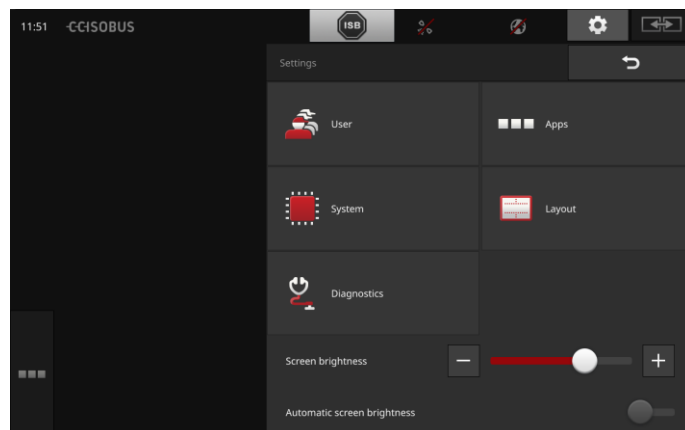 11:51 CCISOBUS
ISB
Settings
User
Apps
System
Layout
Diagnostics
Screen brightness
Automatic screen brightness